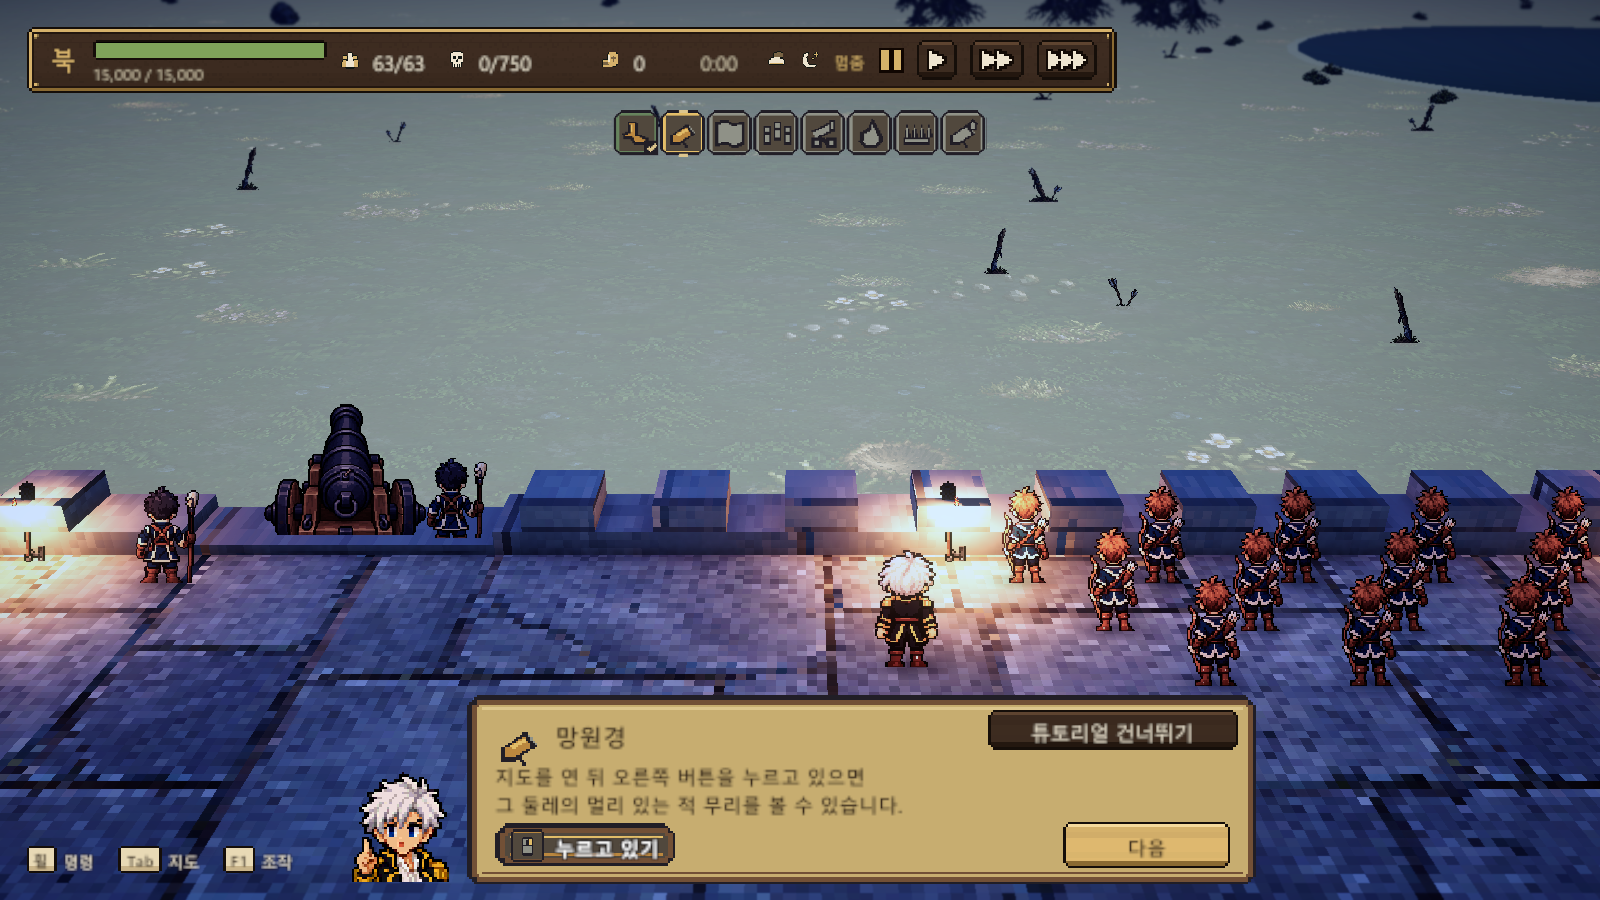 북
15,000 / 15,000
63/63
0/750
0
0:00
멈춤
망원경
튜토리얼 건너뛰기
지도를 연 뒤 오른쪽 버튼을 누르고 있으면
그 둘레의 멀리 있는 적 무리를 볼 수 있습니다.
누르고 있기
다음
휠 명령
Tab 지도
F1 조작